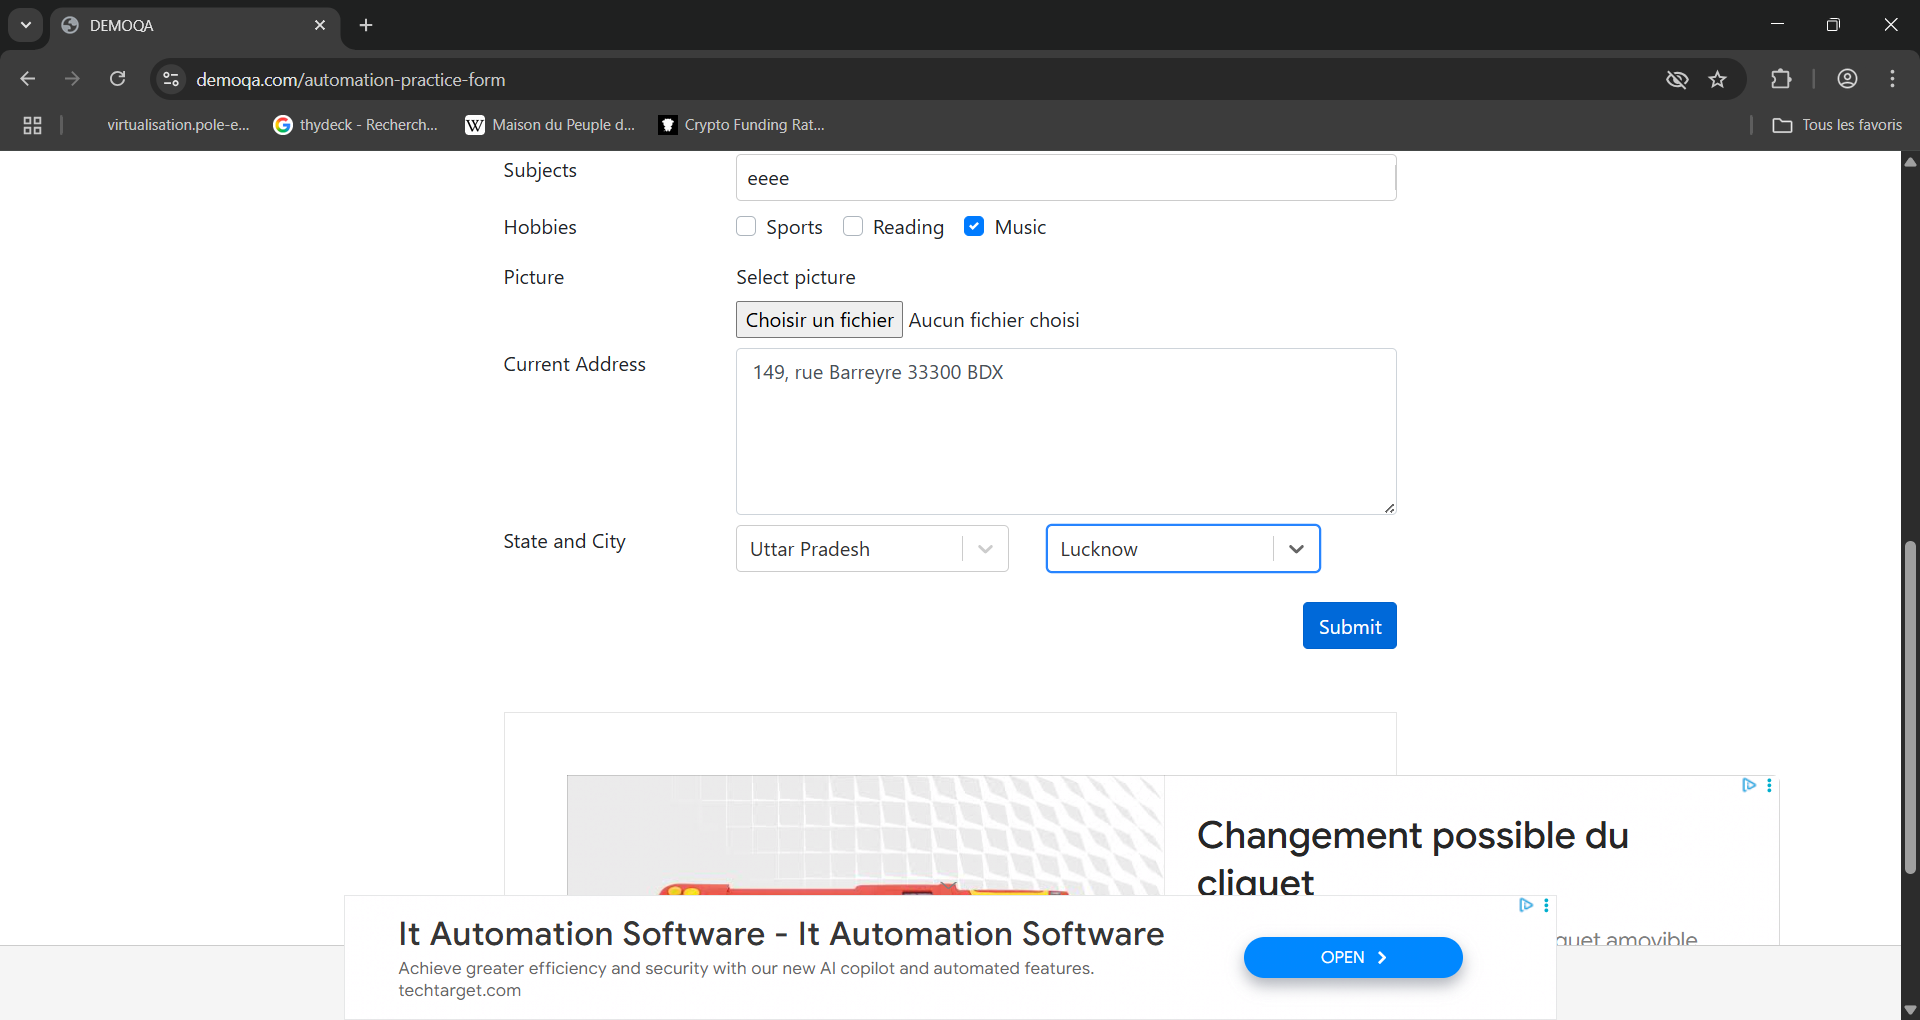 DEMOQA
demoqa.com/automation-practice-form
virtualisation.pole-e... thydeck - Recherch... Maison du Peuple d... Crypto Funding Rat... Tous les favoris
Subjects eeee
Hobbies Sports Reading Music
Picture Select picture
Choisir un fichier Aucun fichier choisi
Current Address 149, rue Barreyre 33300 BDX
State and City Uttar Pradesh Lucknow
Submit
Changement possible du
cliquet
quet amovible
It Automation Software - It Automation Software
Achieve greater efficiency and security with our new AI copilot and automated features.
techtarget.com
OPEN